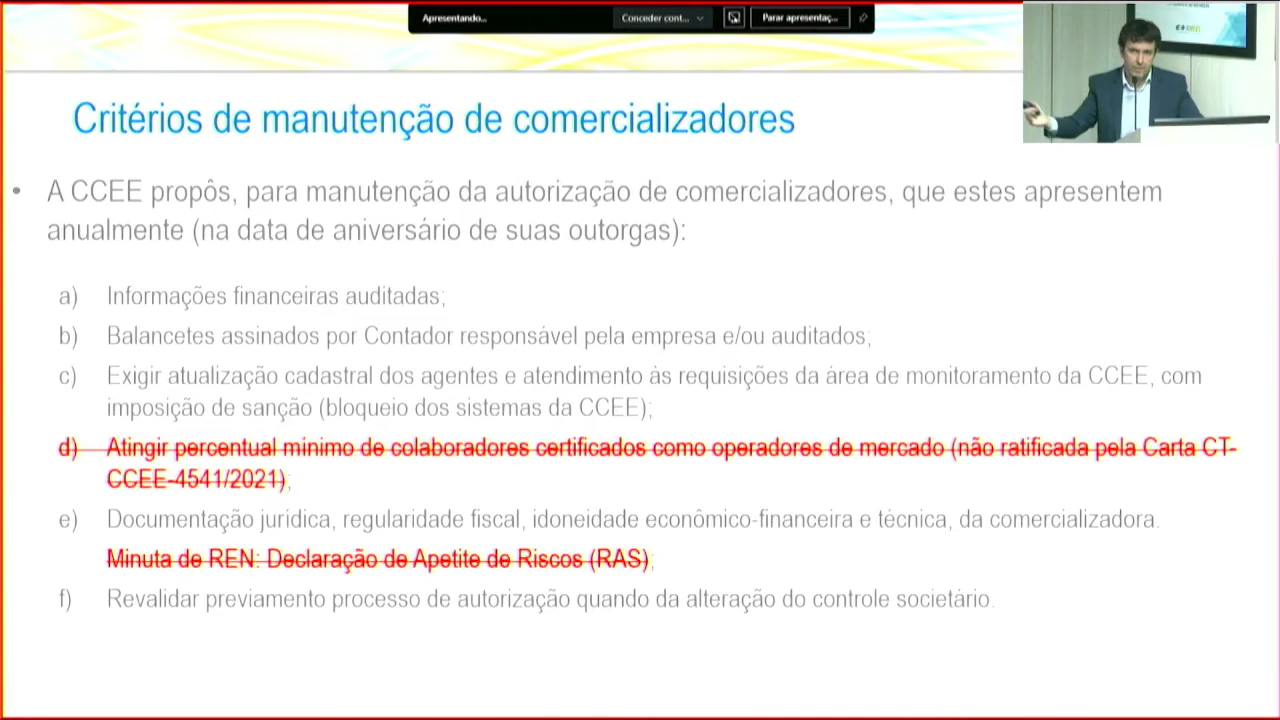 Apresentando...
Conceder cont...
Parar apresentaç...
Critérios de manutenção de comercializadores
• A CCEE propôs, para manutenção da autorização de comercializadores, que estes apresentem
anualmente (na data de aniversário de suas outorgas):
a) Informações financeiras auditadas;
b) Balancetes assinados por Contador responsável pela empresa e/ou auditados;
c) Exigir atualização cadastral dos agentes e atendimento às requisições da área de monitoramento da CCEE, com
imposição de sanção (bloqueio dos sistemas da CCEE);
d) Atingir percentual mínimo de colaboradores certificados como operadores de mercado (não ratificada pela Carta CT-
CCEE-4541/2021);
e) Documentação jurídica, regularidade fiscal, idoneidade econômico-financeira e técnica, da comercializadora.
Minuta de REN: Declaração de Apetite de Riscos (RAS);
f) Revalidar previamento processo de autorização quando da alteração do controle societário.